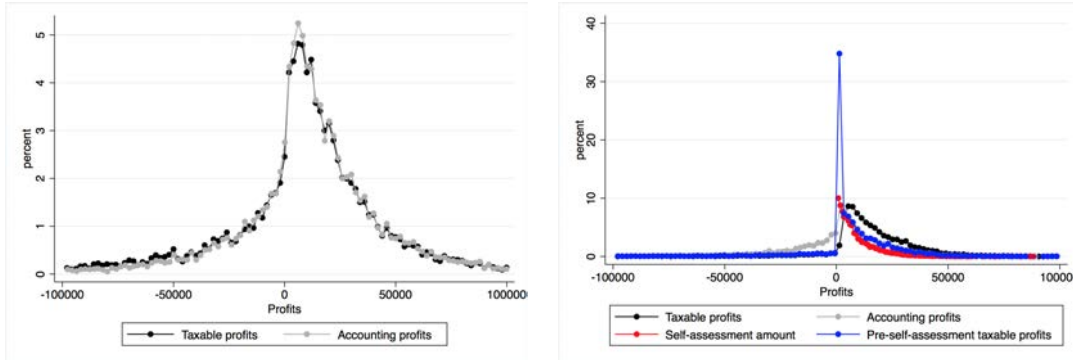 5
4
3
2
1
0
percent
-100000
-50000
0
50000
100000
Profits
Taxable profits
Accounting profits
40
30
20
10
0
percent
-100000
-50000
0
50000
10000
Profits
Taxable profits
Accounting profits
Self-assessment amount
Pre-self-assessment taxable profits